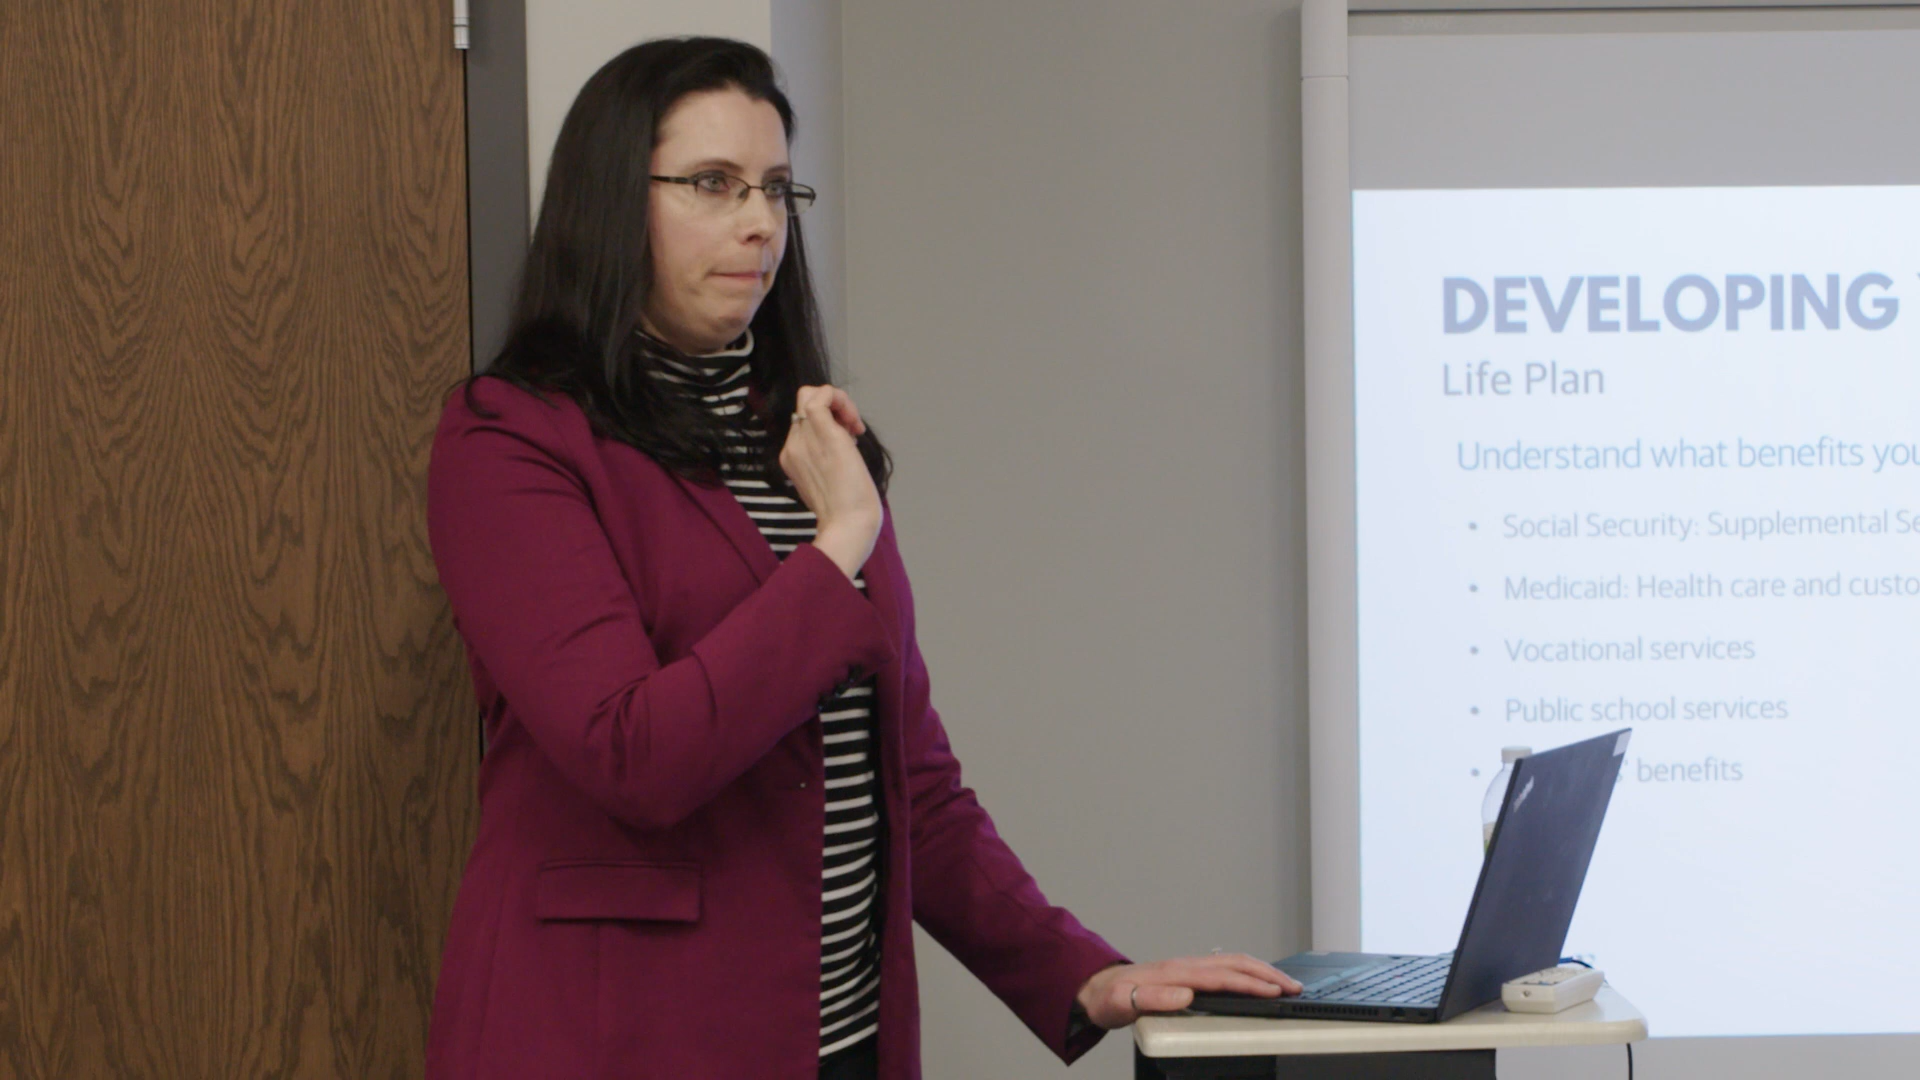 DEVELOPING
Life Plan
Understand what benefits you
• Social Security: Supplemental Se
• Medicaid: Health care and custo
• Vocational services
• Public school services
• ' benefits
ThinkPad